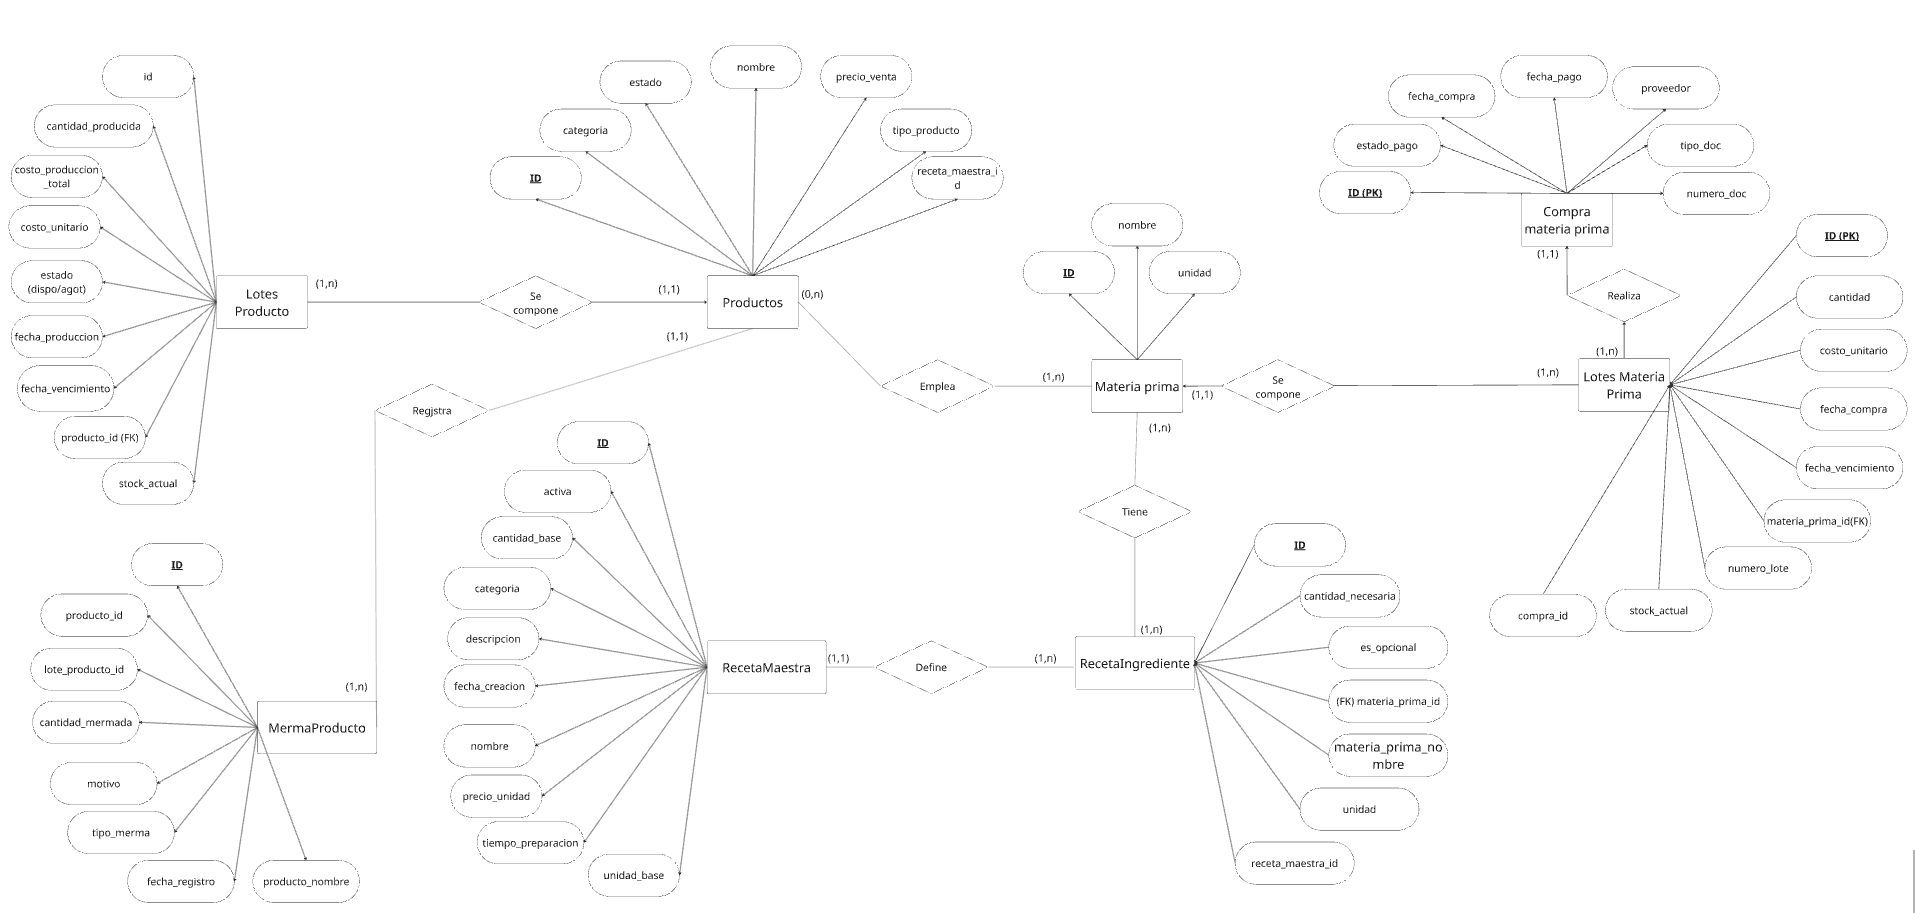 id
cantidad_producida
costo_produccion
_total
costo_unitario
estado
(dispo/agot)
fecha_produccion
fecha_vencimiento
producto_id (FK)
stock_actual
Lotes
Producto
(1,n)
Se
compone
(1,1)
ID
categoria
estado
nombre
precio_venta
tipo_producto
receta_maestra_i
d
Productos
(0,n)
(1,1)
Regjstra
(1,n)
Emplea
(1,n)
ID
nombre
unidad
Materia prima
(1,1)
Se
compone
(1,n)
ID (PK)
estado_pago
fecha_compra
fecha_pago
proveedor
tipo_doc
numero_doc
Compra
materia prima
(1,1)
Realiza
(1,n)
Lotes Materia
Prima
ID (PK)
cantidad
costo_unitario
fecha_compra
fecha_vencimiento
materia_prima_id(FK)
numero_lote
stock_actual
compra_id
(1,n)
Tiene
(1,n)
ID
producto_id
lote_producto_id
cantidad_mermada
motivo
tipo_merma
fecha_registro
producto_nombre
MermaProducto
ID
activa
cantidad_base
categoria
descripcion
fecha_creacion
nombre
precio_unidad
tiempo_preparacion
unidad_base
RecetaMaestra
(1,1)
Define
(1,n)
RecetaIngrediente
ID
cantidad_necesaria
es_opcional
(FK) materia_prima_id
materia_prima_no
mbre
unidad
receta_maestra_id